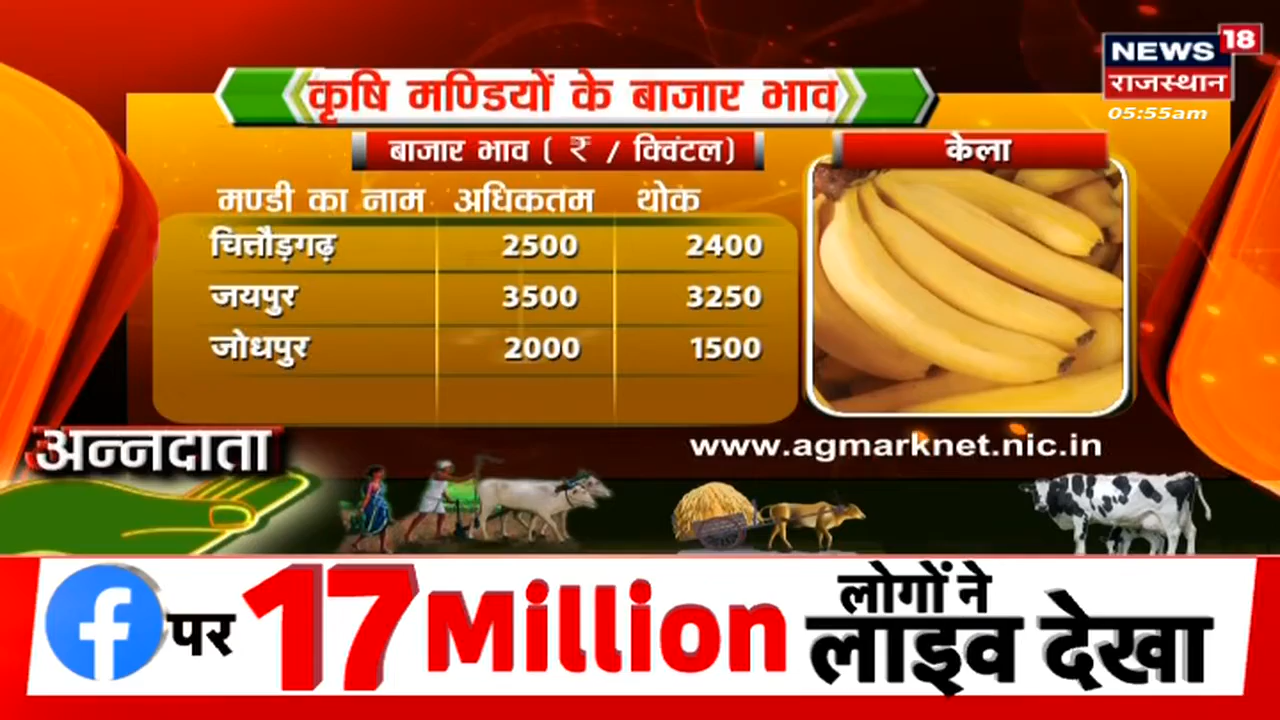 NEWS 18
राजस्थान
05:55am
कृषि मण्डियों के बाजार भाव
बाजार भाव ( ₹ / क्विंटल)
केला
मण्डी का नाम अधिकतम थोक
चित्तौड़गढ़ 2500 2400
जयपुर 3500 3250
जोधपुर 2000 1500
www.agmarknet.nic.in
अन्नदाता
f पर 17 Million लोगों ने
लाइव देखा